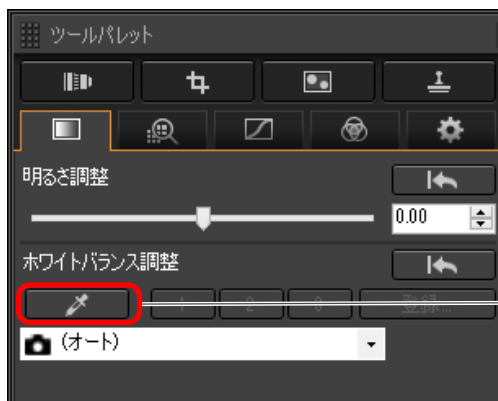 ツールパレット
明るさ調整
0.00
ホワイトバランス調整
1 2 3 登録...
(オート)